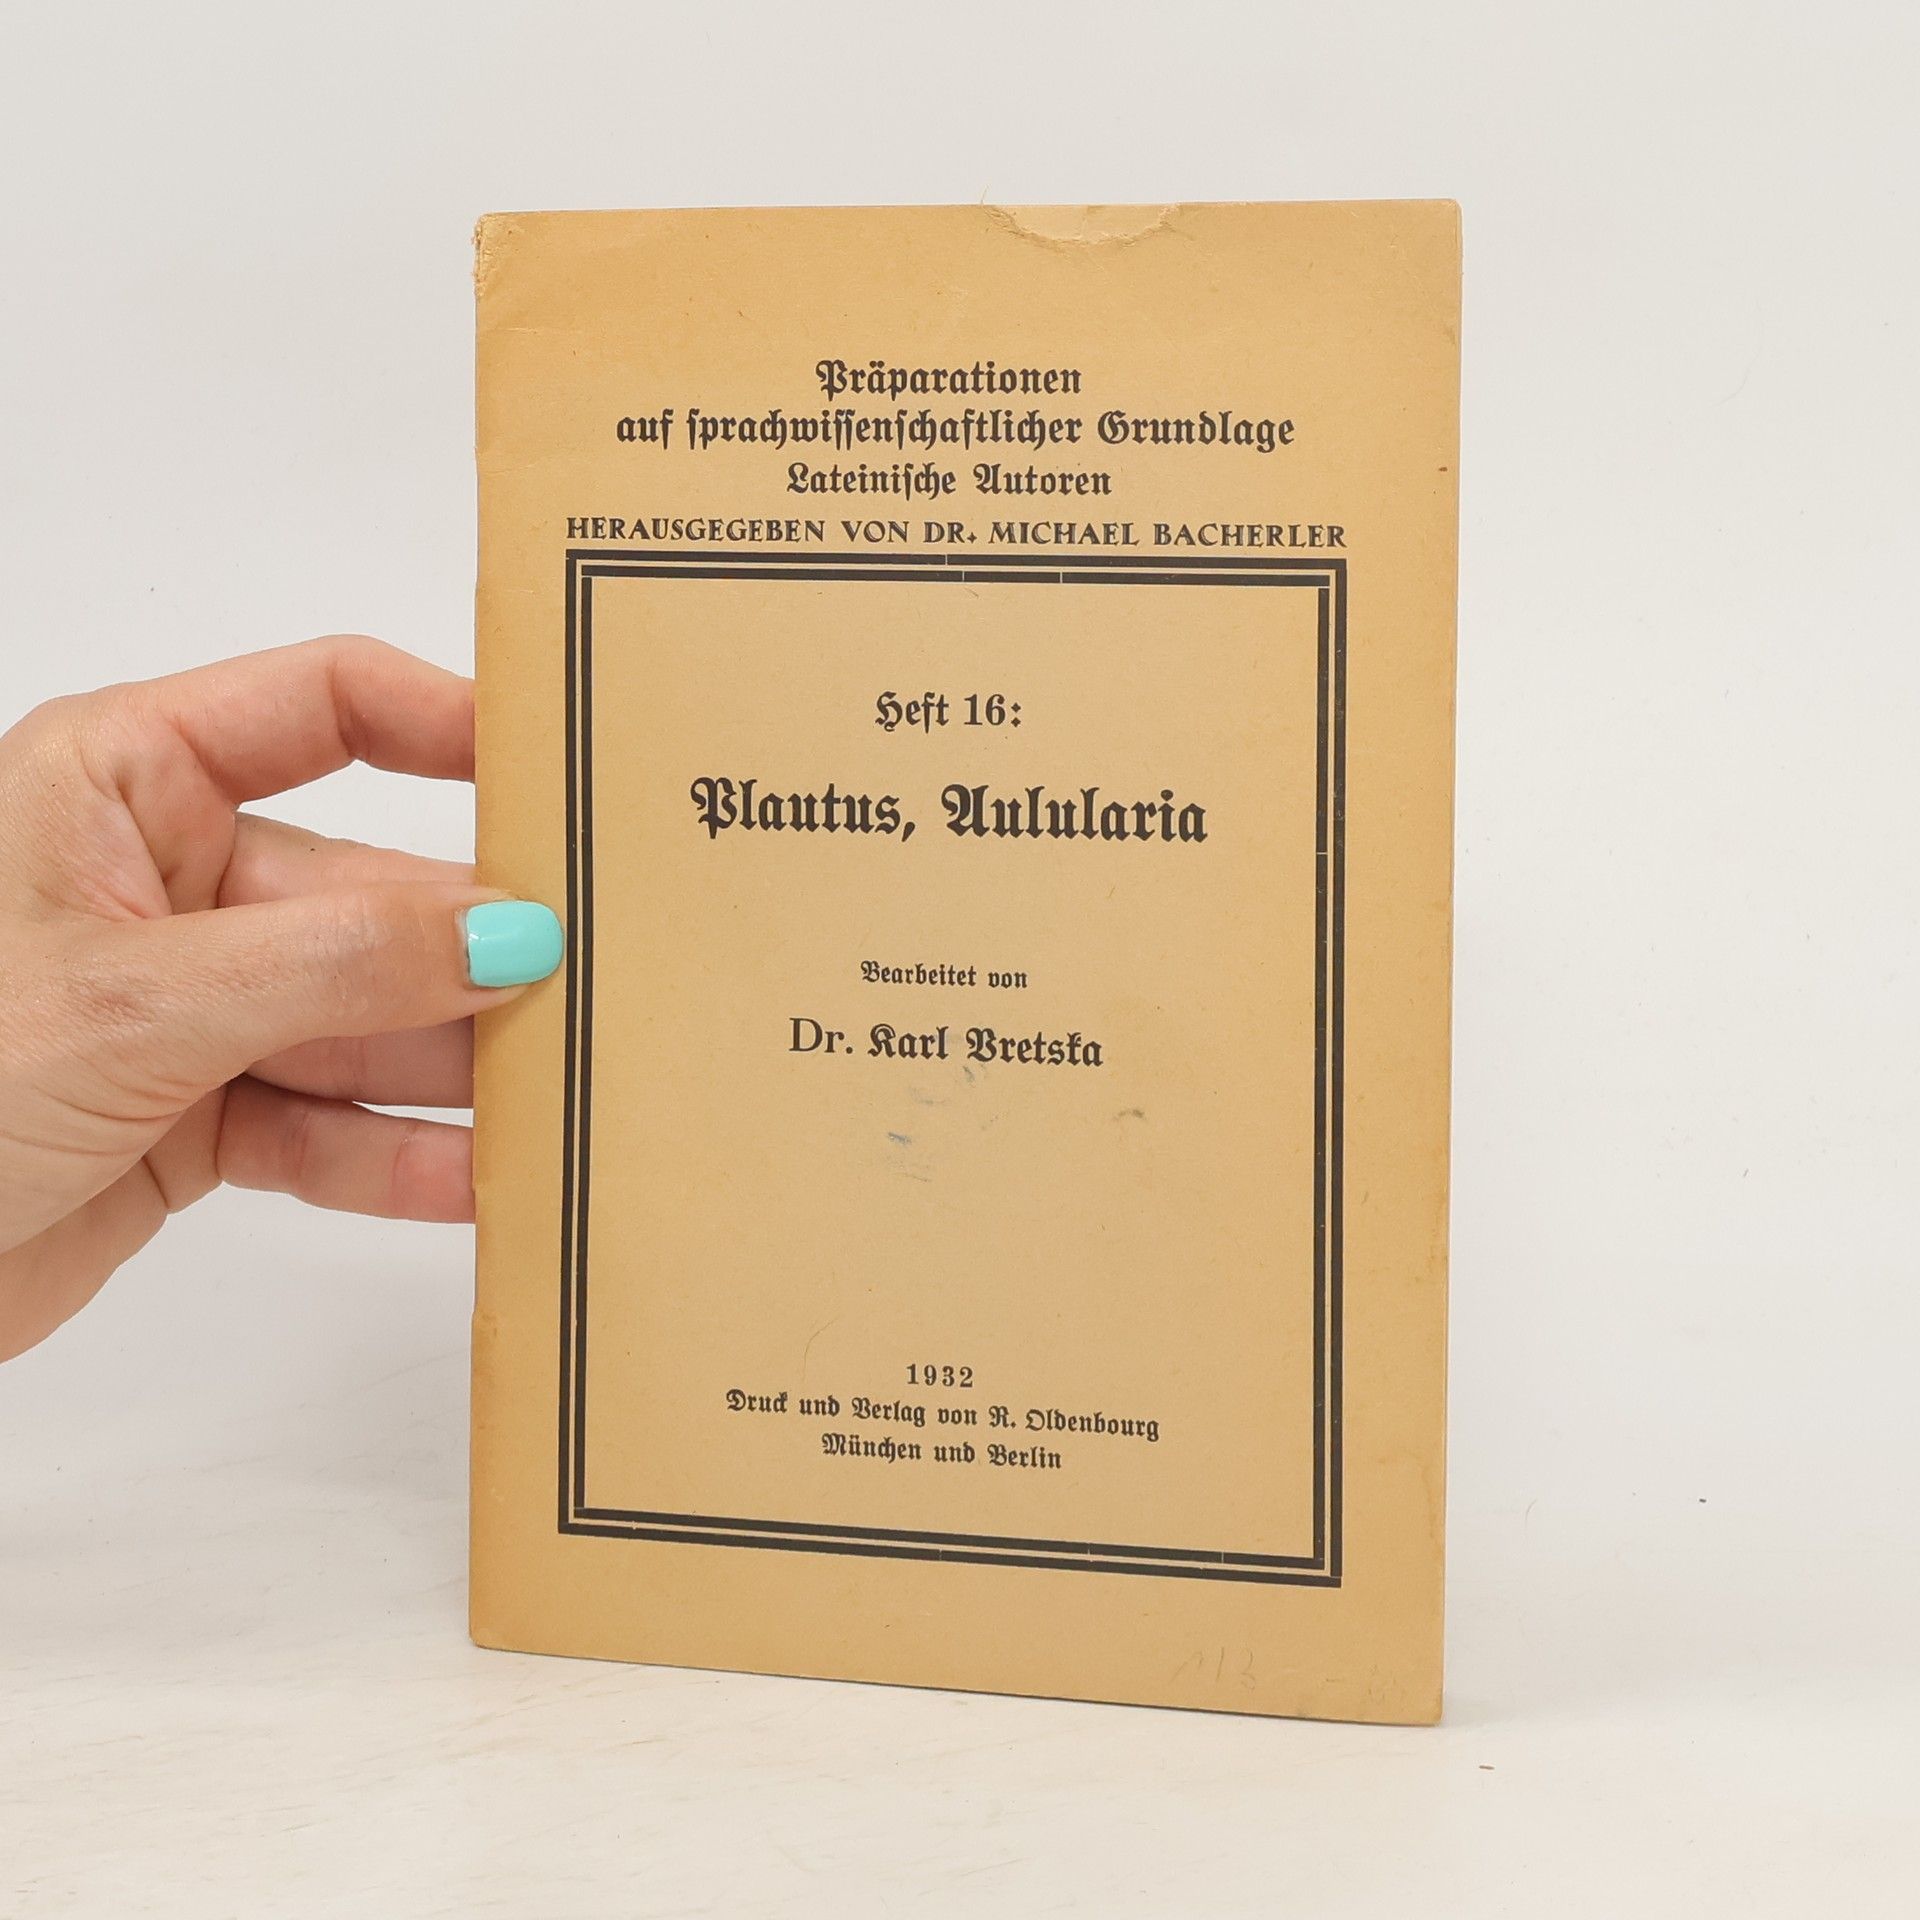 Präparationen
auf ſprachwiſſenſchaftlicher Grundlage
Lateiniſche Autoren
HERAUSGEGEBEN VON DR. MICHAEL BACHERLER
Heft 16:
Plautus, Aulularia
Bearbeitet von
Dr. Karl Vretska
1932
Druck und Verlag von R. Oldenbourg
München und Berlin